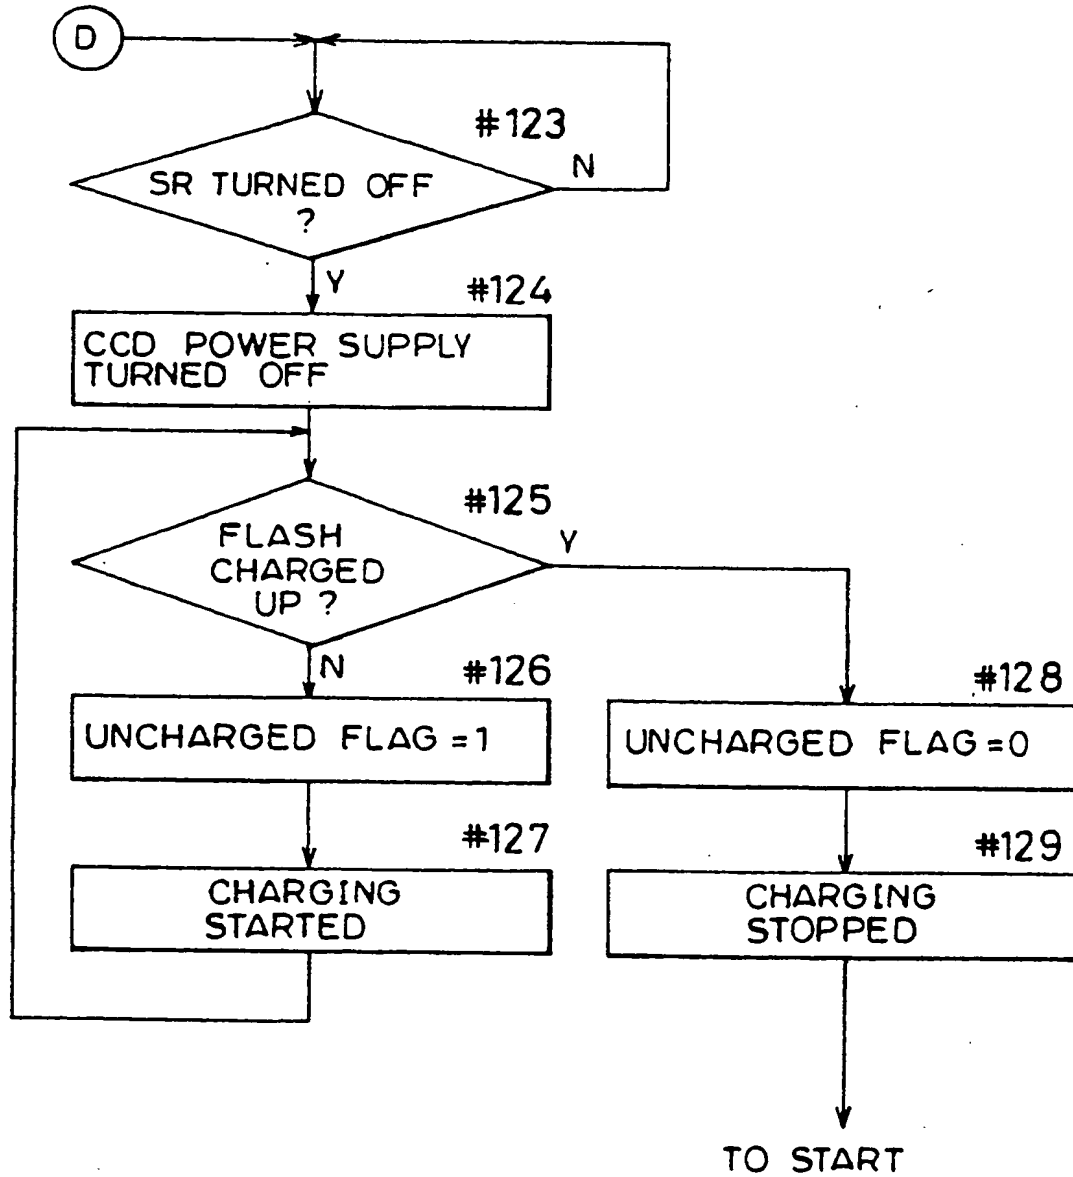 D
#123
N
SR TURNED OFF
?
Y
#124
CCD POWER SUPPLY
TURNED OFF
#125
Y
FLASH
CHARGED
UP ?
N
#126
UNCHARGED FLAG = 1
#128
UNCHARGED FLAG = 0
#127
CHARGING
STARTED
#129
CHARGING
STOPPED
TO START